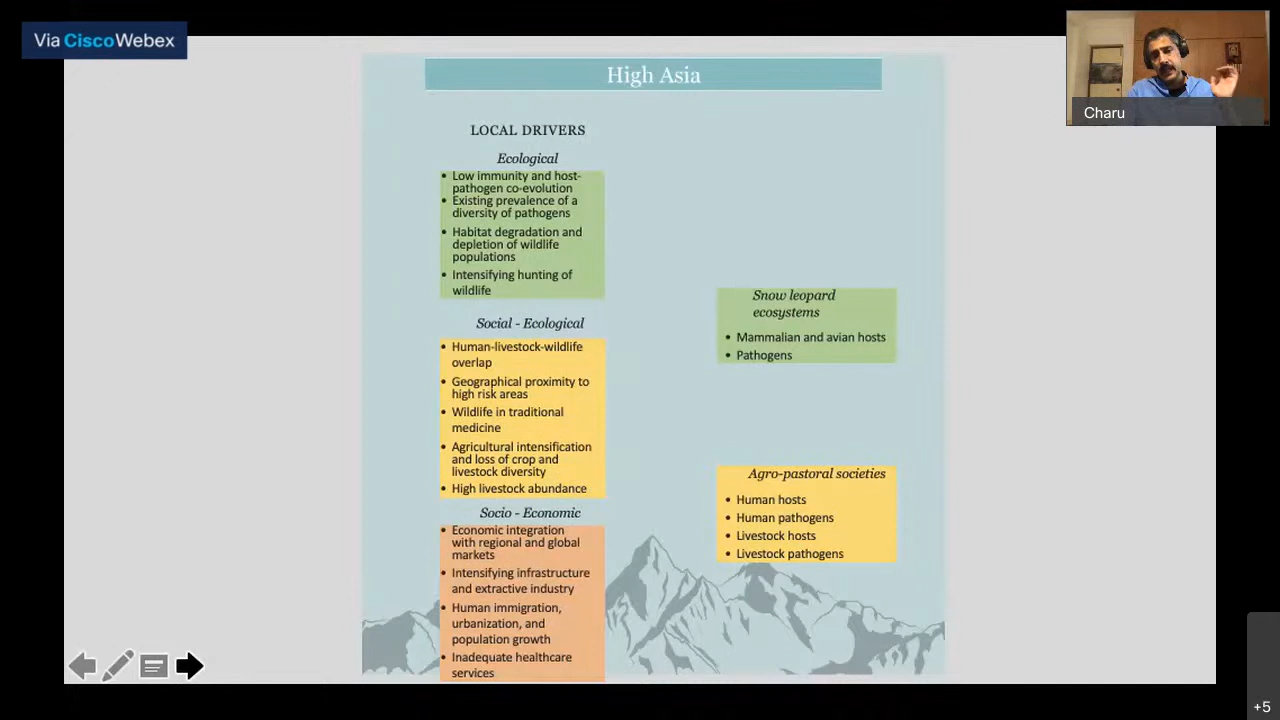 Via Cisco Webex
High Asia
Charu
LOCAL DRIVERS
Ecological
• Low immunity and host-
pathogen co-evolution
• Existing prevalence of a
diversity of pathogens
• Habitat degradation and
depletion of wildlife
populations
• Intensifying hunting of
wildlife
Social - Ecological
• Human-livestock-wildlife
overlap
• Geographical proximity to
high risk areas
• Wildlife in traditional
medicine
• Agricultural intensification
and loss of crop and
livestock diversity
• High livestock abundance
Socio - Economic
• Economic integration
with regional and global
markets
• Intensifying infrastructure
and extractive industry
• Human immigration,
urbanization, and
population growth
• Inadequate healthcare
services
Snow leopard
ecosystems
• Mammalian and avian hosts
• Pathogens
Agro-pastoral societies
• Human hosts
• Human pathogens
• Livestock hosts
• Livestock pathogens
+5